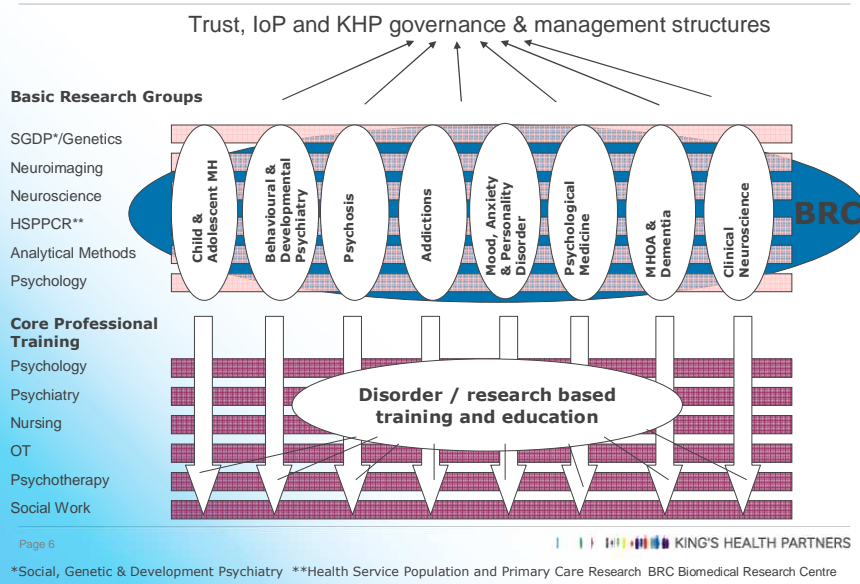 Trust, IoP and KHP governance & management structures
Basic Research Groups
SGDP*/Genetics
Neuroimaging
Neuroscience
HSPPCR**
Analytical Methods
Psychology
Child &
Adolescent MH
Behavioural &
Developmental
Psychiatry
Psychosis
Addictions
Mood, Anxiety
& Personality
Disorder
Psychological
Medicine
MHOA &
Dementia
Clinical
Neuroscience
BRC
Core Professional
Training
Psychology
Psychiatry
Nursing
OT
Psychotherapy
Social Work
Disorder / research based
training and education
Page 6
KING'S HEALTH PARTNERS
*Social, Genetic & Development Psychiatry **Health Service Population and Primary Care Research BRC Biomedical Research Centre